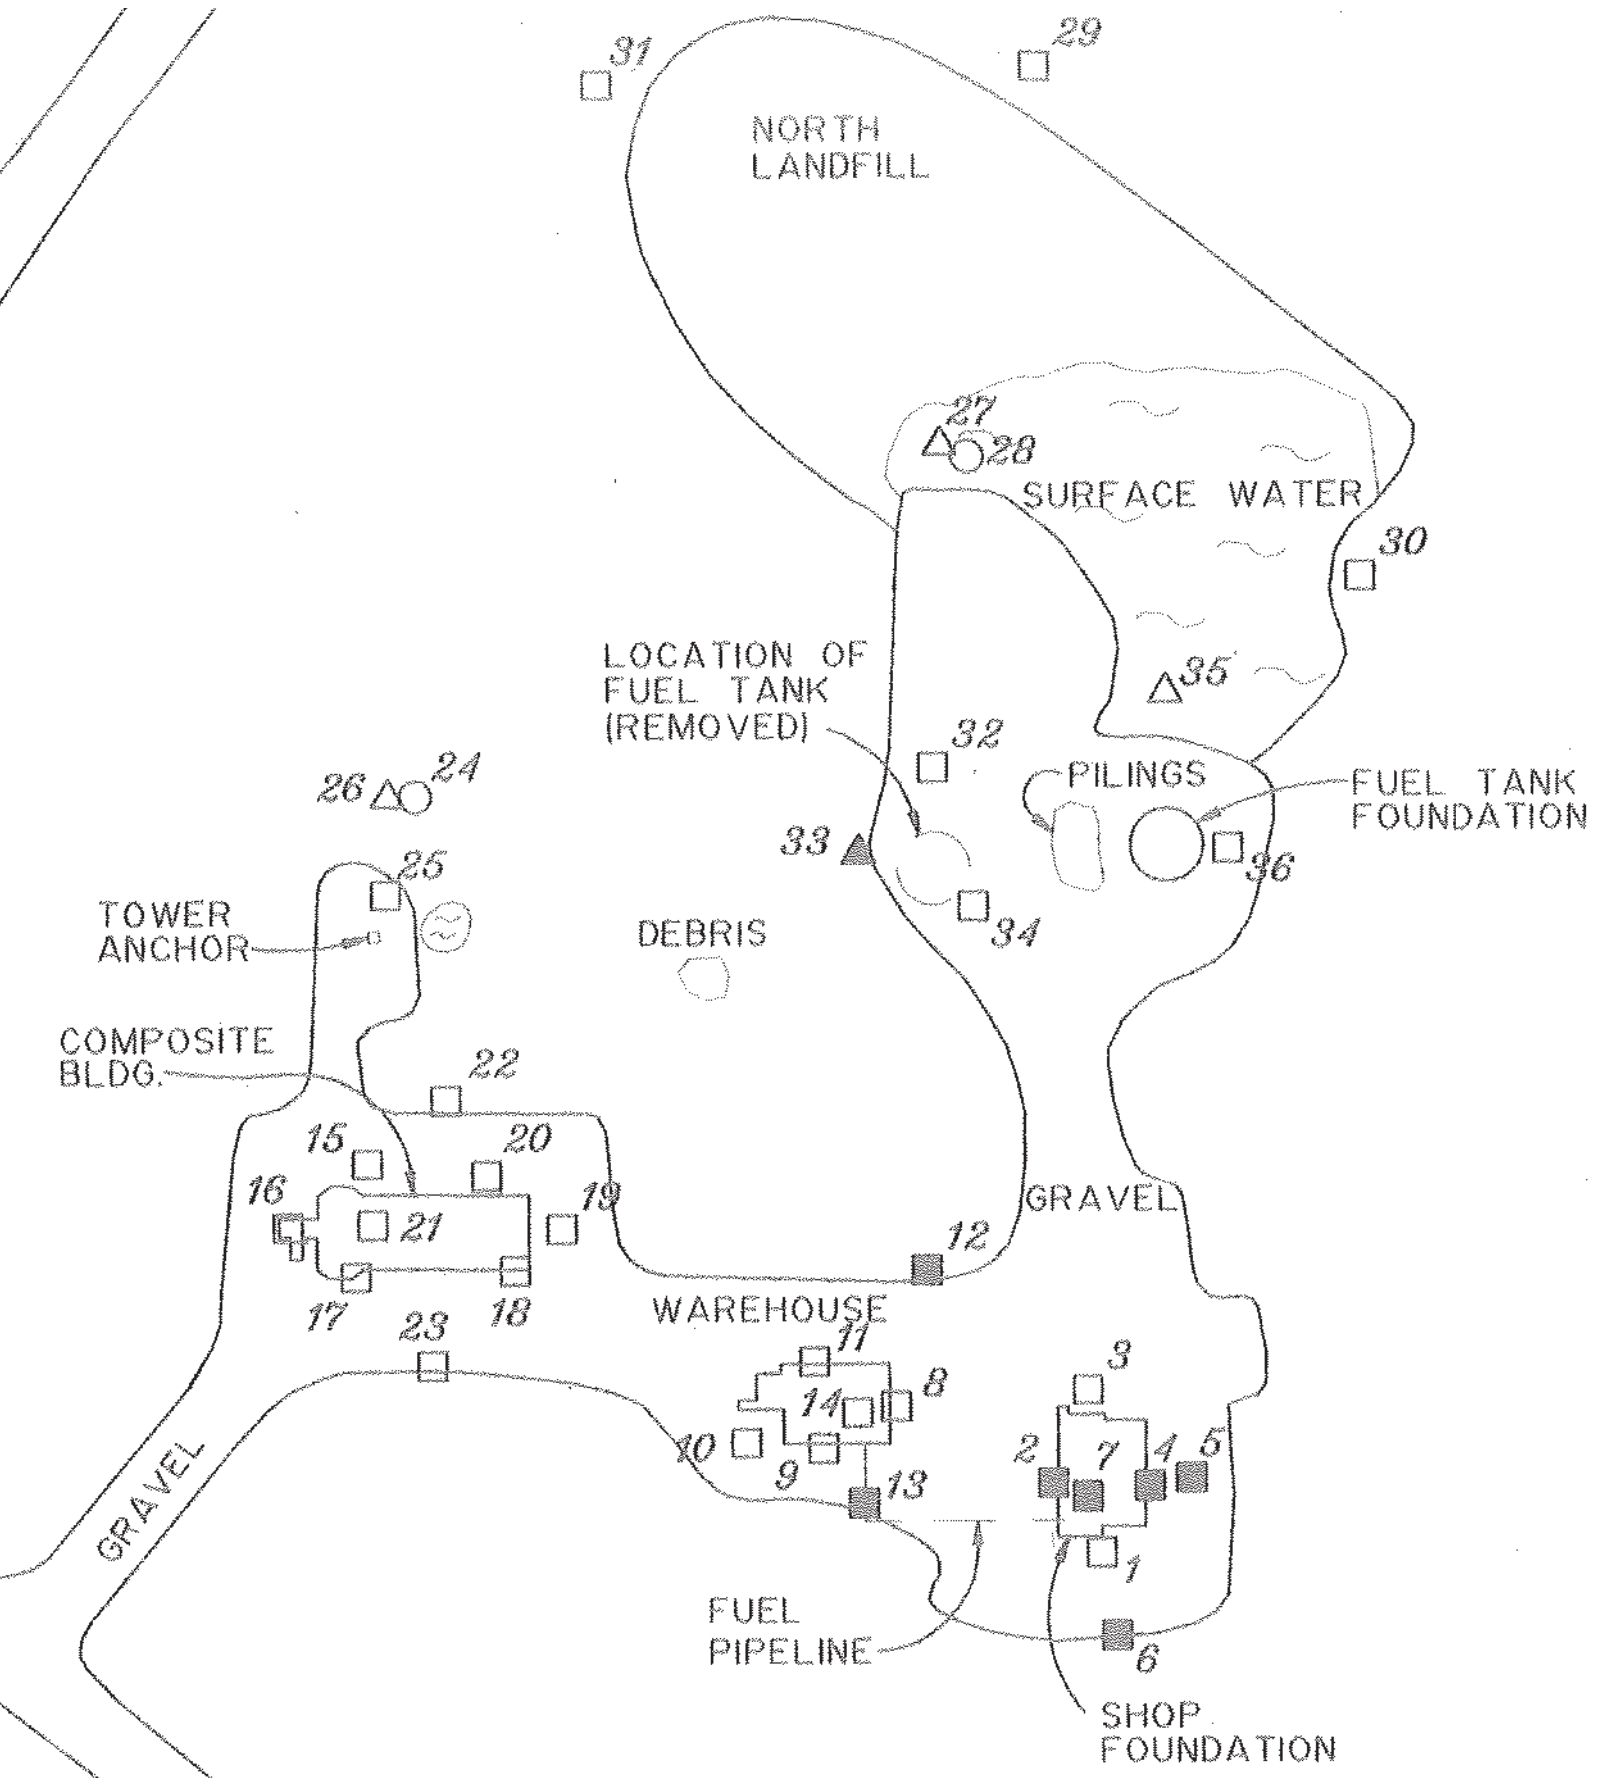 29
31
NORTH
LANDFILL
27
28
SURFACE WATER
30
LOCATION OF
FUEL TANK
(REMOVED)
35
32
PILINGS
FUEL TANK
FOUNDATION
26
24
33
36
25
TOWER
ANCHOR
DEBRIS
34
COMPOSITE
BLDG.
22
15
20
16
19
21
GRAVEL
12
17
18
WAREHOUSE
23
11
3
14
8
10
9
13
2
7
4
5
GRAVEL
1
FUEL
PIPELINE
6
SHOP
FOUNDATION